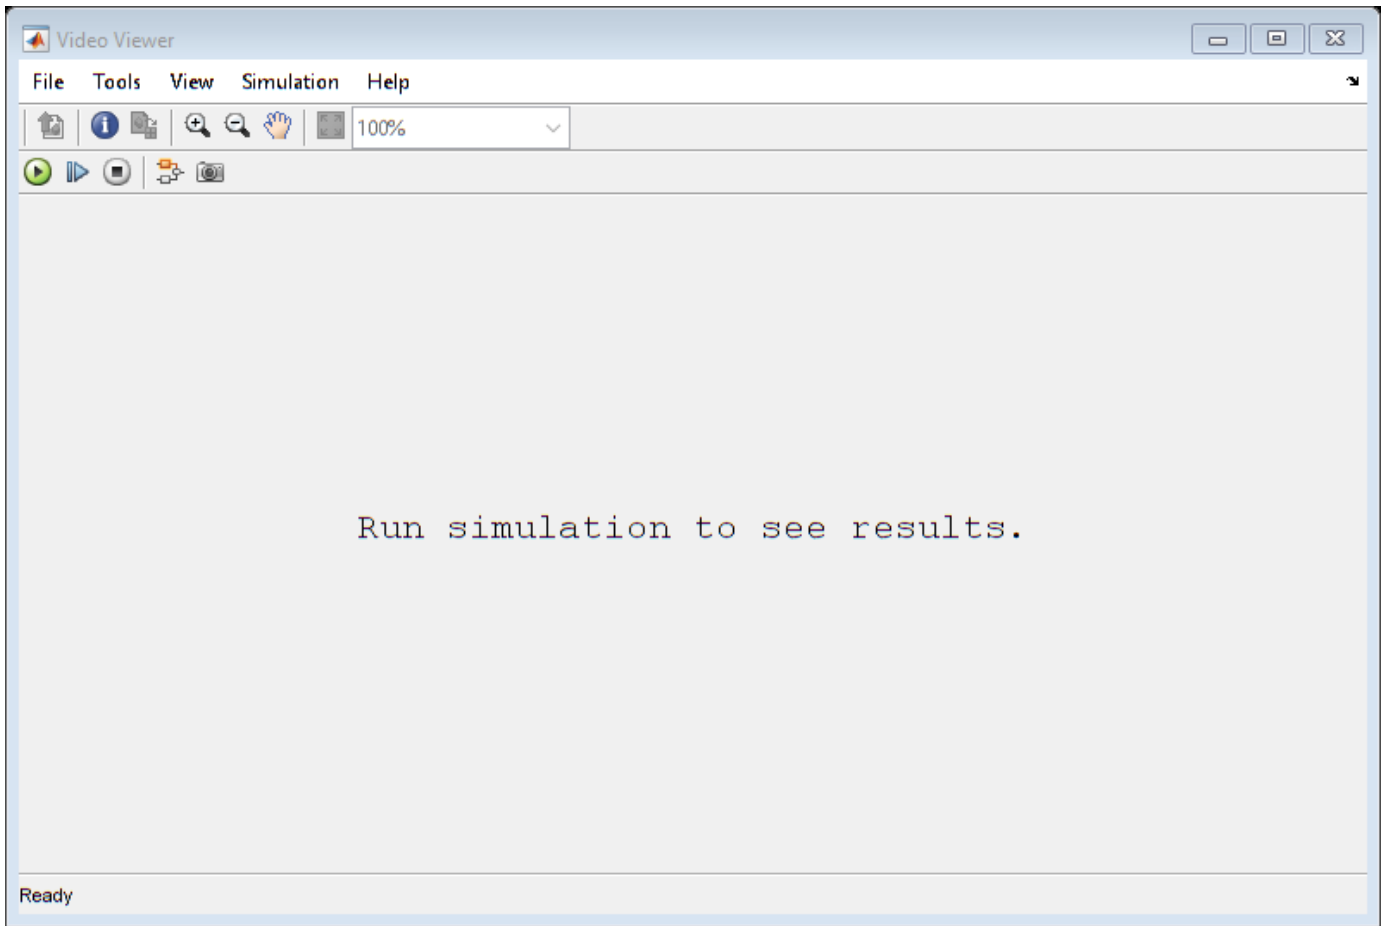 Video Viewer
File Tools View Simulation Help
100%
Run simulation to see results.
Ready